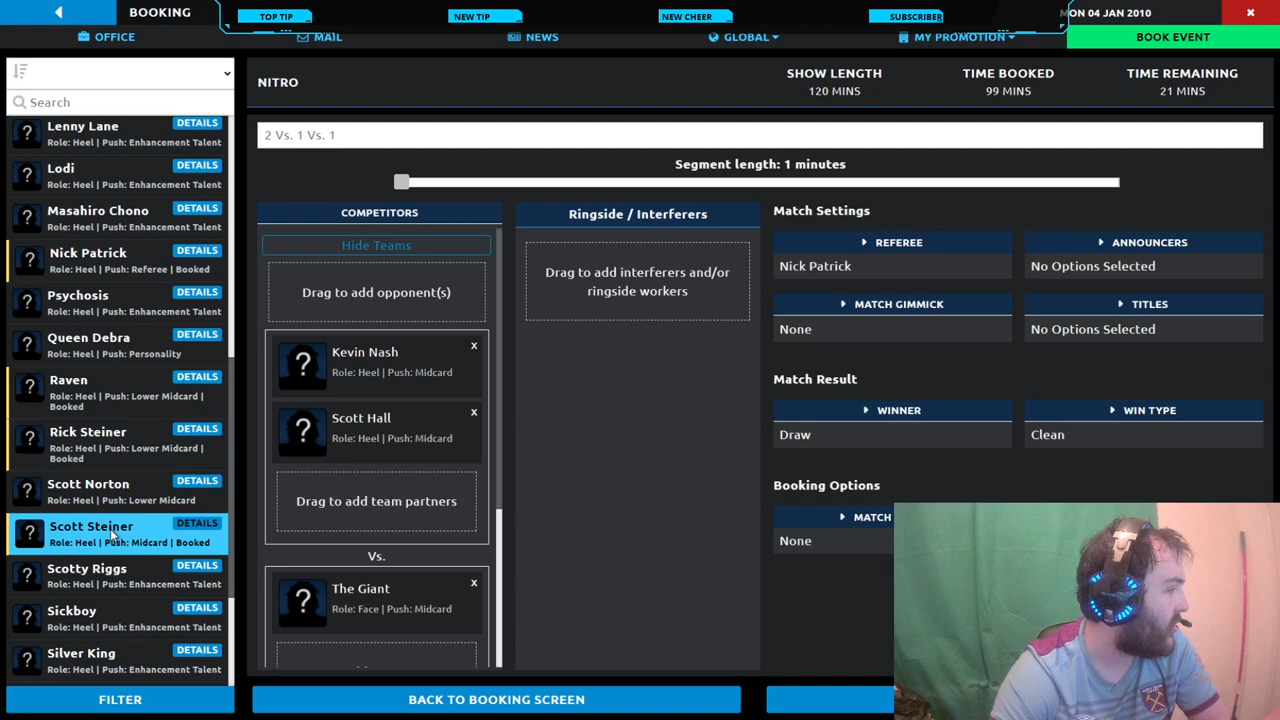 BOOKING
TOP TIP
NEW TIP
NEW CHEER
SUBSCRIBER
MON 04 JAN 2010
×
OFFICE
MAIL
NEWS
GLOBAL
MY PROMOTION
BOOK EVENT
Search
NITRO
SHOW LENGTH
120 MINS
TIME BOOKED
99 MINS
TIME REMAINING
21 MINS
2 Vs. 1 Vs. 1
Segment length: 1 minutes
Lenny Lane
DETAILS
Role: Heel | Push: Enhancement Talent
Lodi
DETAILS
Role: Heel | Push: Enhancement Talent
Masahiro Chono
DETAILS
Role: Heel | Push: Enhancement Talent
Nick Patrick
DETAILS
Role: Heel | Push: Referee | Booked
Psychosis
DETAILS
Role: Heel | Push: Enhancement Talent
Queen Debra
DETAILS
Role: Heel | Push: Personality
Raven
DETAILS
Role: Heel | Push: Lower Midcard |
Booked
Rick Steiner
DETAILS
Role: Heel | Push: Lower Midcard |
Booked
Scott Norton
DETAILS
Role: Heel | Push: Lower Midcard
Scott Steiner
DETAILS
Role: Heel | Push: Midcard | Booked
Scotty Riggs
DETAILS
Role: Heel | Push: Enhancement Talent
Sickboy
DETAILS
Role: Heel | Push: Enhancement Talent
Silver King
DETAILS
Role: Heel | Push: Enhancement Talent
FILTER
COMPETITORS
Hide Teams
Drag to add opponent(s)
Kevin Nash
x
Role: Heel | Push: Midcard
Scott Hall
x
Role: Heel | Push: Midcard
Drag to add team partners
Vs.
The Giant
x
Role: Face | Push: Midcard
Ringside / Interferers
Drag to add interferers and/or
ringside workers
Match Settings
REFEREE
Nick Patrick
ANNOUNCERS
No Options Selected
MATCH GIMMICK
None
TITLES
No Options Selected
Match Result
WINNER
Draw
WIN TYPE
Clean
Booking Options
MATCH
None
BACK TO BOOKING SCREEN